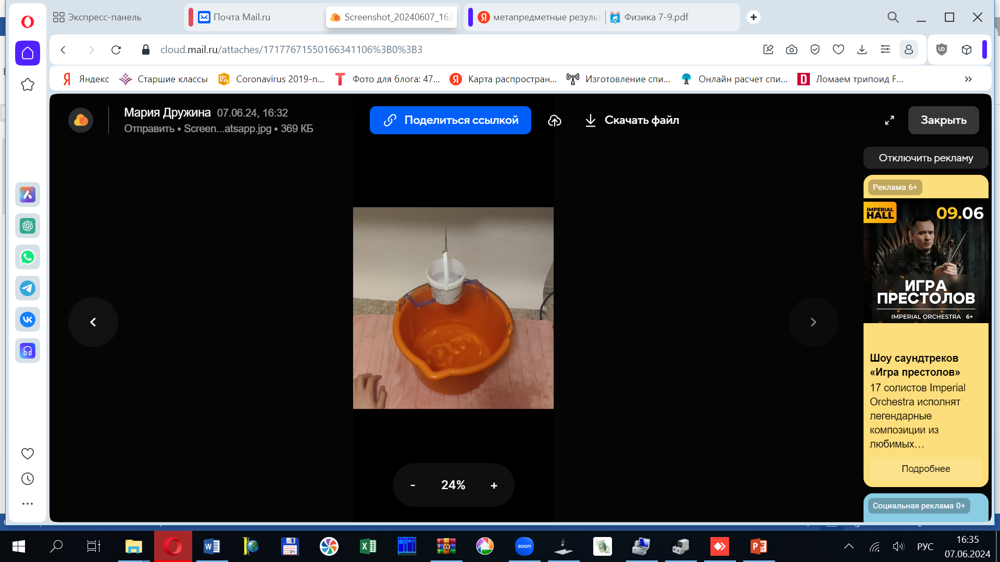 Экспресс-панель
Почта Mail.ru
Screenshot_20240607_163
метапредметные результ
Физика 7-9.pdf
cloud.mail.ru/attaches/17177671550166341106%3B0%3B3
Яндекс
Старшие классы
Coronavirus 2019-n...
Фото для блога: 47...
Карта распростран...
Изготовление спи...
Онлайн расчет спи...
Ломаем трипоид F...
Мария Дружина 07.06.24, 16:32
Отправить • Screen...atsapp.jpg • 369 КБ
Поделиться ссылкой
Скачать файл
Закрыть
Отключить рекламу
Реклама 6+
IMPERIAL
HALL
09.06
ИГРА
ПРЕСТОЛОВ
IMPERIAL ORCHESTRA 6+
Шоу саундтреков
«Игра престолов»
17 солистов Imperial
Orchestra исполнят
легендарные
композиции из
любимых...
Подробнее
Социальная реклама 0+
- 24% +
zoom
РУС
16:35
07.06.2024